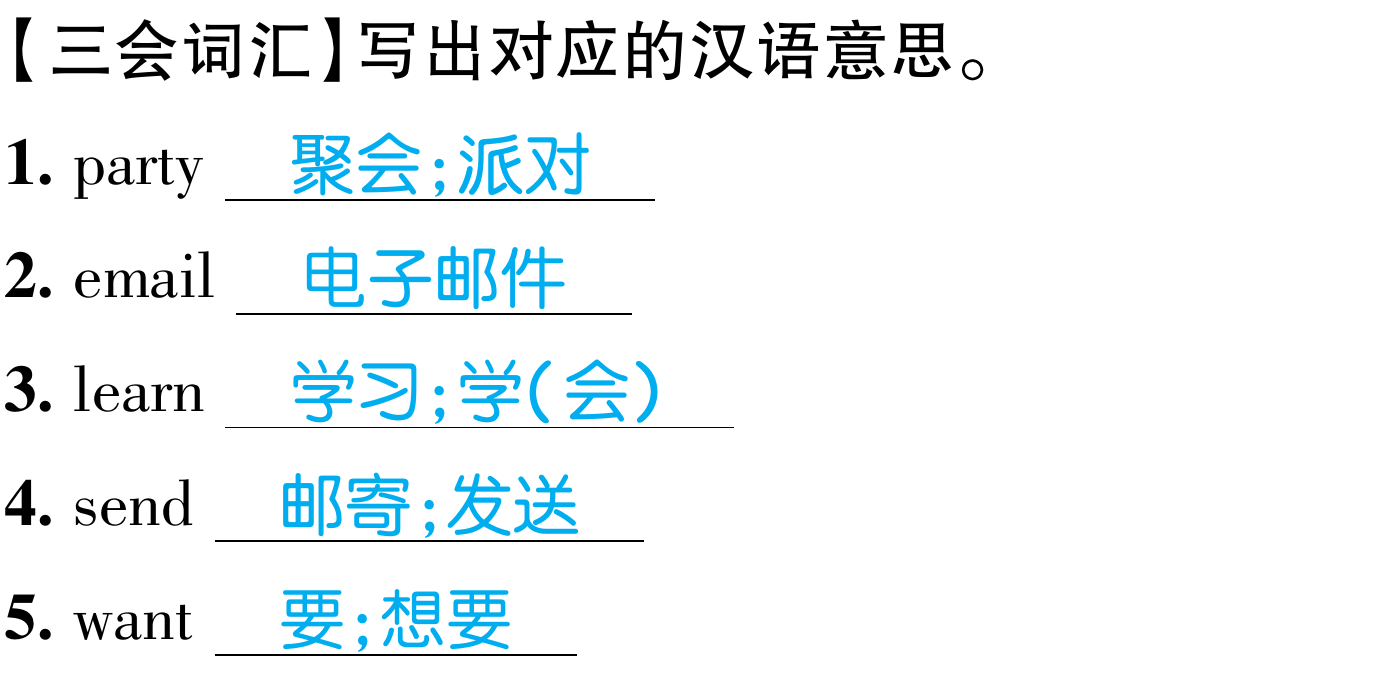 【三会词汇】写出对应的汉语意思。
1. party 聚会;派对
2. email 电子邮件
3. learn 学习;学(会)
4. send 邮寄;发送
5. want 要;想要